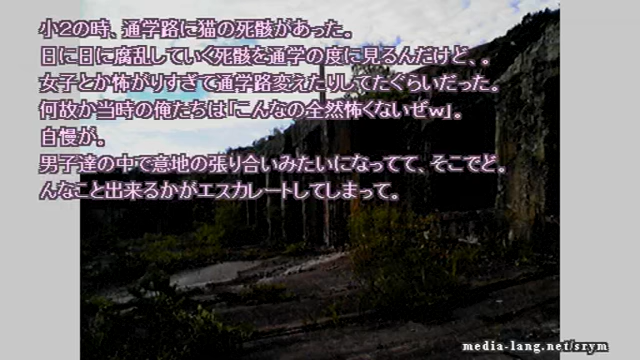 小２の時、通学路に猫の死骸があった。
日に日に腐乱していく死骸を通学の度に見るんだけど、。
女子とか怖がりすぎて通学路変えたりしてたぐらいだった。
何故か当時の俺たちは「こんなの全然怖くないぜｗ」。
自慢が。
男子達の中で意地の張り合いみたいになってて、そこでど。
んなこと出来るかがエスカレートしてしまって。
media-lang.net/srym